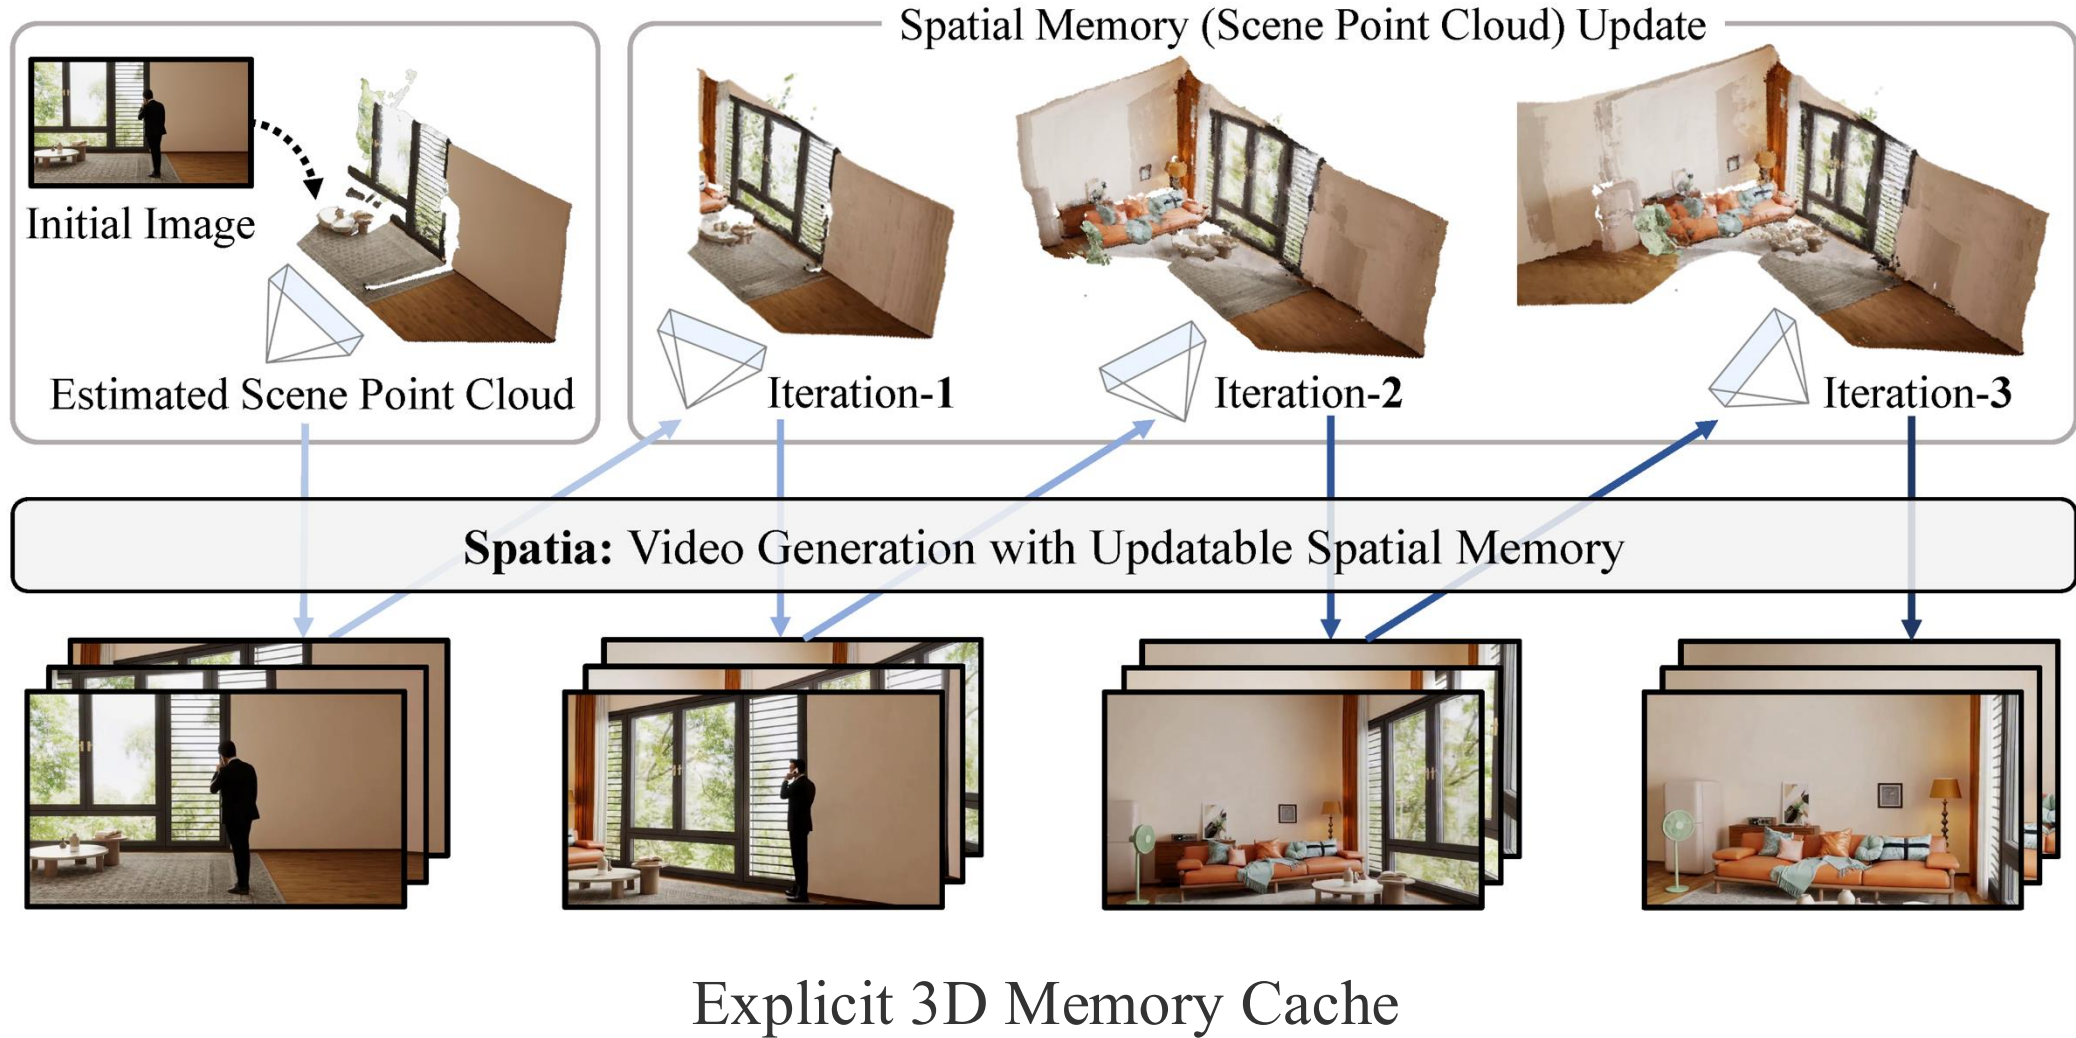 Spatial Memory (Scene Point Cloud) Update
Initial Image
Estimated Scene Point Cloud
Iteration-1
Iteration-2
Iteration-3
Spatia: Video Generation with Updatable Spatial Memory
Explicit 3D Memory Cache